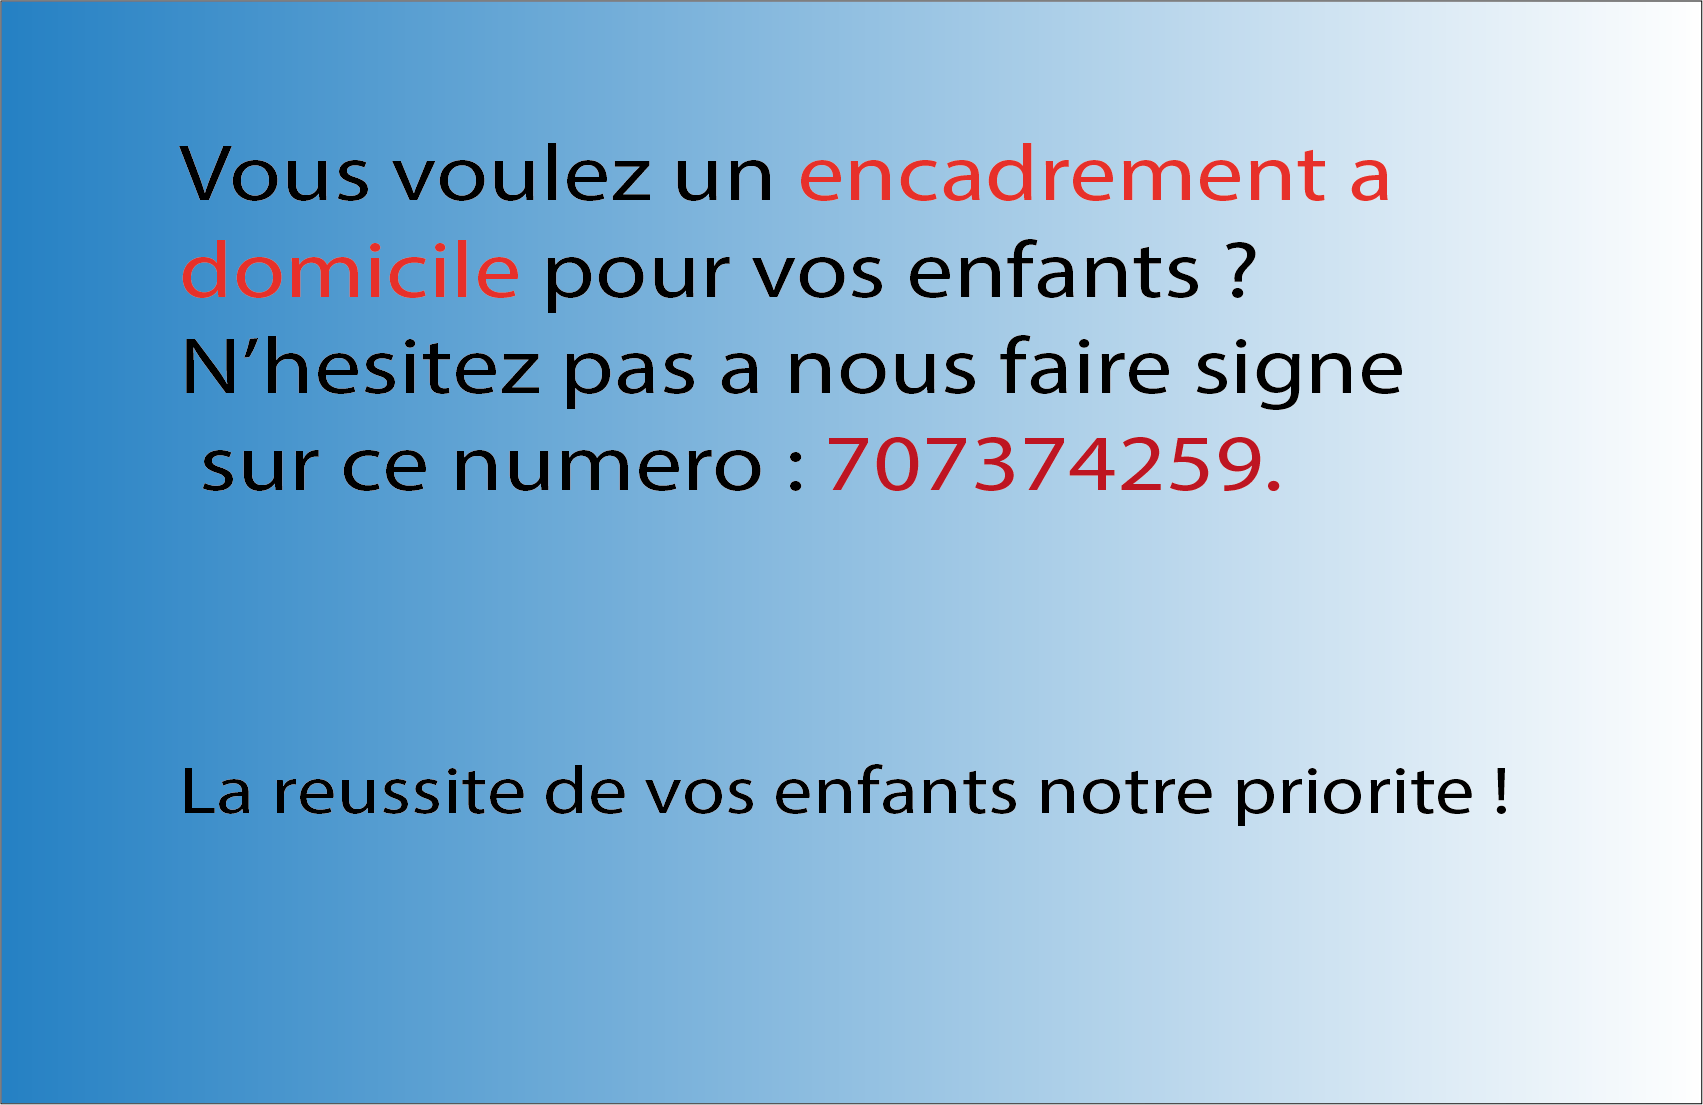 Vous voulez un encadrement a
domicile pour vos enfants ?
N’hesitez pas a nous faire signe
sur ce numero : 707374259.
La reussite de vos enfants notre priorite !